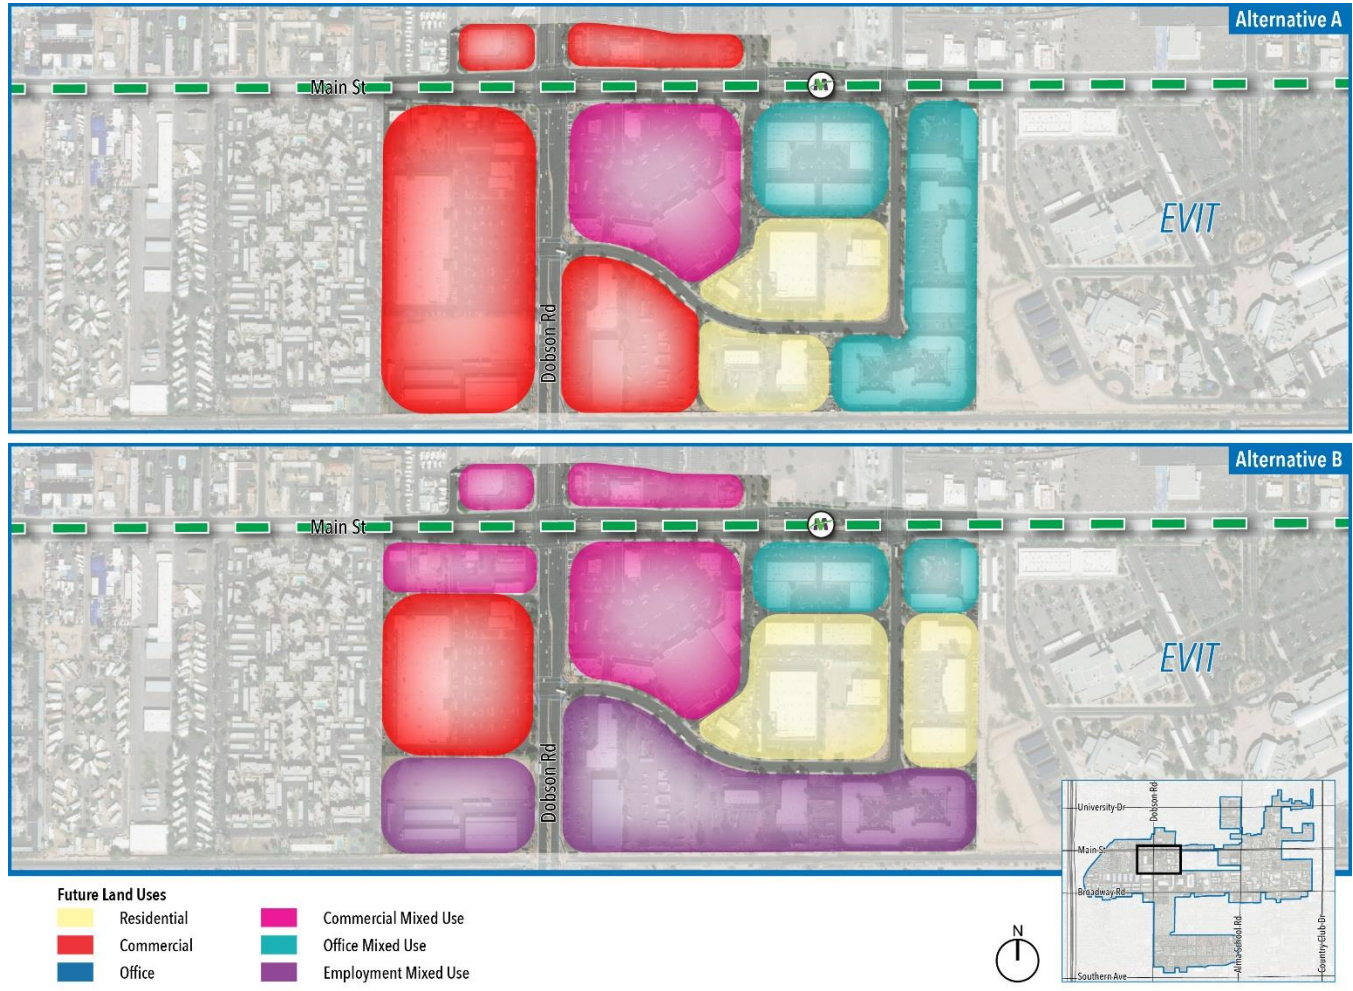 Alternative A
Main St
M
EVIT
Dobson Rd
Alternative B
Main St
M
EVIT
Dobson Rd
Future Land Uses
Residential
Commercial
Office
Commercial Mixed Use
Office Mixed Use
Employment Mixed Use
N
University Dr
Dobson Rd
Main St
Broadway Rd
Alma School Rd
Country Club Dr
Southern Ave